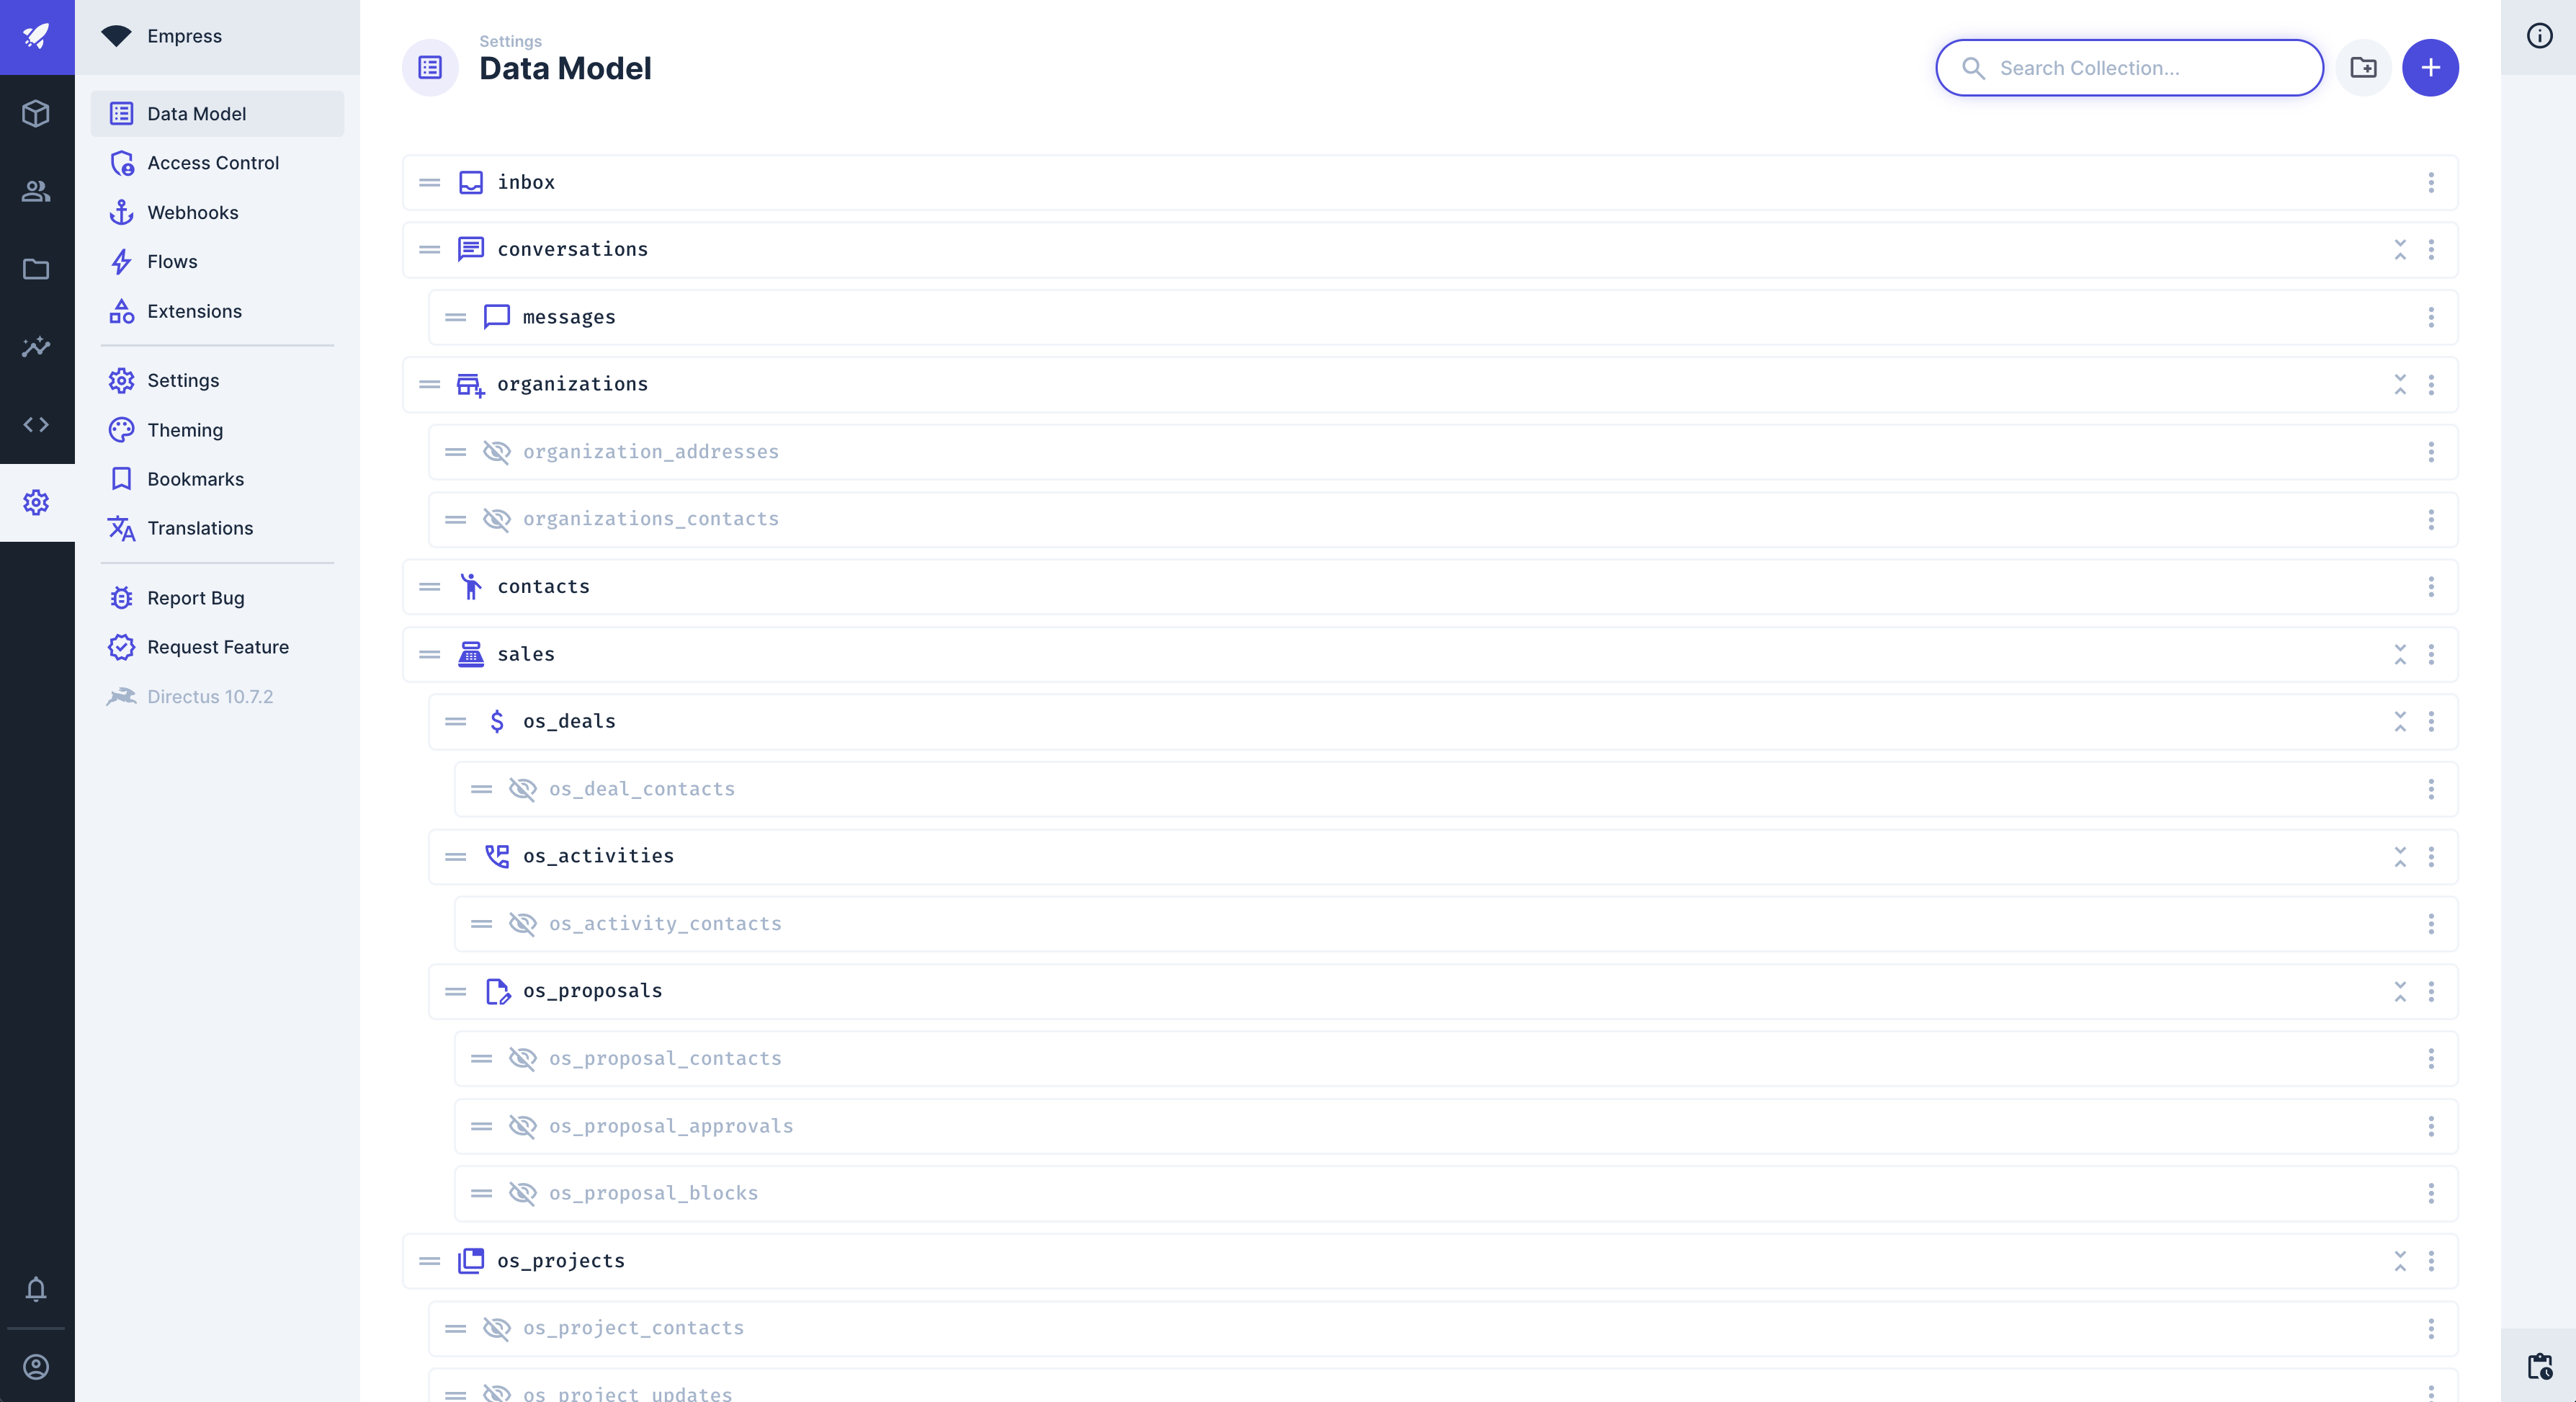 Empress
Data Model
Access Control
Webhooks
Flows
Extensions
Settings
Theming
Bookmarks
Translations
Report Bug
Request Feature
Directus 10.7.2
Settings
Data Model
Search Collection...
inbox
conversations
messages
organizations
organization_addresses
organizations_contacts
contacts
sales
os_deals
os_deal_contacts
os_activities
os_activity_contacts
os_proposals
os_proposal_contacts
os_proposal_approvals
os_proposal_blocks
os_projects
os_project_contacts
os_project_updates